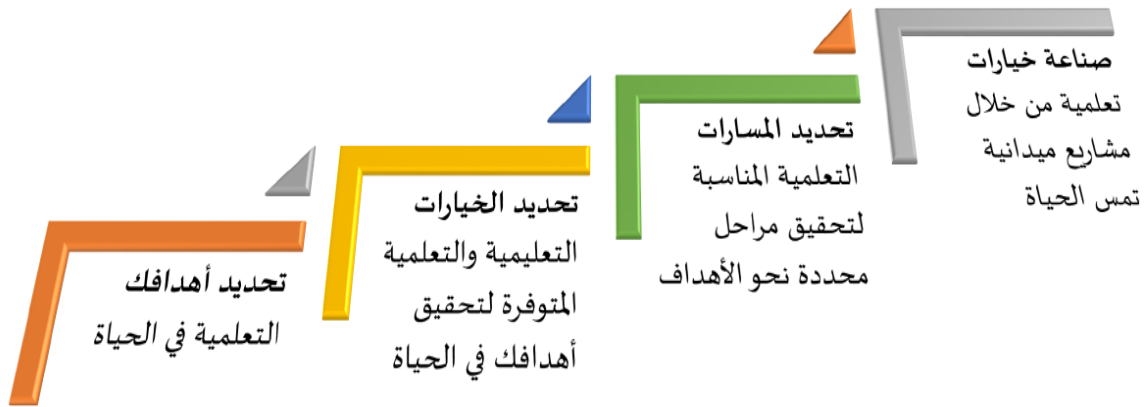 تحديد أهدافك
التعلمية في الحياة
تحديد الخيارات
التعليمية والتعلمية
المتوفرة لتحقيق
أهدافك في الحياة
تحديد المسارات
التعلمية المناسبة
لتحقيق مراحل
محددة نحو الأهداف
صناعة خيارات
تعلمية من خلال
مشاريع ميدانية
تمس الحياة